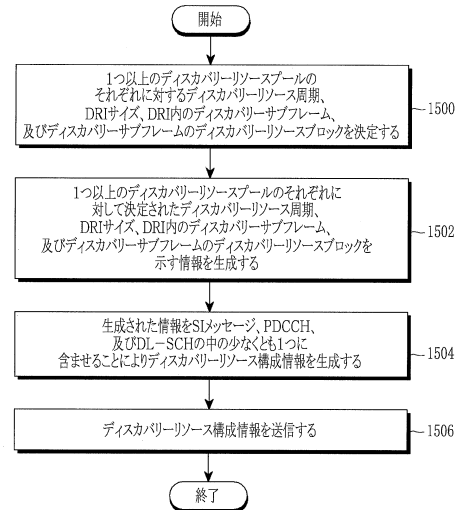 開始
1つ以上のディスカバリーリソースプールの
それぞれに対するディスカバリーリソース周期、
DRIサイズ、DRI内のディスカバリーサブフレーム、
及びディスカバリーサブフレームのディスカバリーリソースブロックを決定する
1500
1つ以上のディスカバリーリソースプールのそれぞれに
対して決定されたディスカバリーリソース周期、
DRIサイズ、DRI内のディスカバリーサブフレーム、
及びディスカバリーサブフレームのディスカバリーリソースブロックを
示す情報を生成する
1502
生成された情報をSIメッセージ、PDCCH、
及びDL-SCHの中の少なくとも1つに
含ませることによりディスカバリーリソース構成情報を生成する
1504
ディスカバリーリソース構成情報を送信する
1506
終了